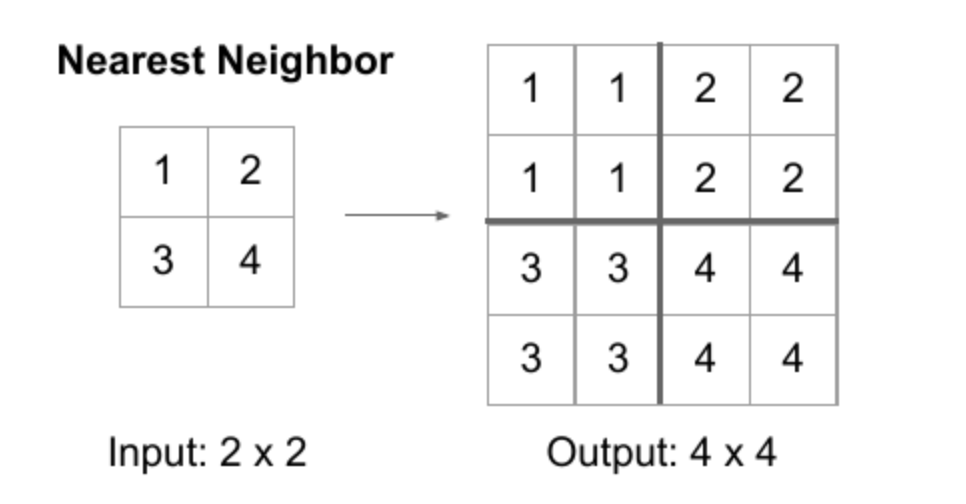 Nearest Neighbor
1 2
3 4
1 1 2 2
1 1 2 2
3 3 4 4
3 3 4 4
Input: 2 x 2
Output: 4 x 4